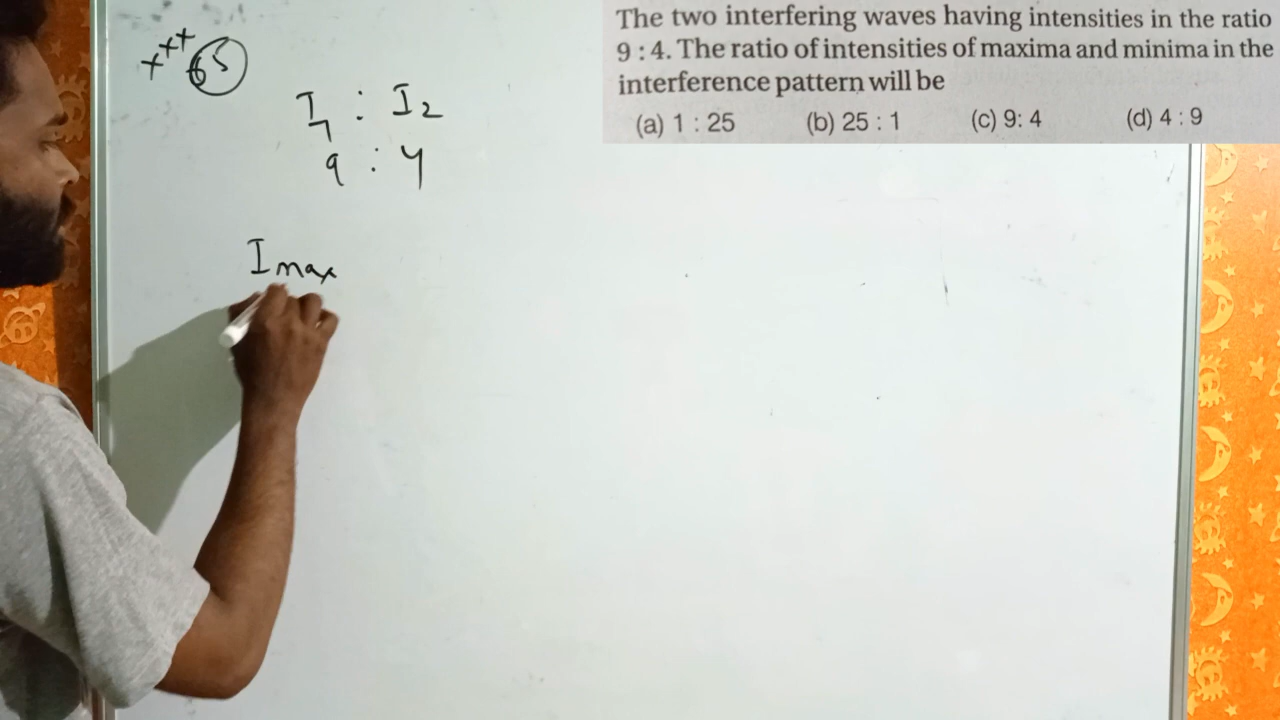 The two interfering waves having intensities in the ratio
9 : 4. The ratio of intensities of maxima and minima in the
interference pattern will be
(a) 1 : 25 (b) 25 : 1 (c) 9: 4 (d) 4 : 9
I1 : I2
9 : 4
Imax